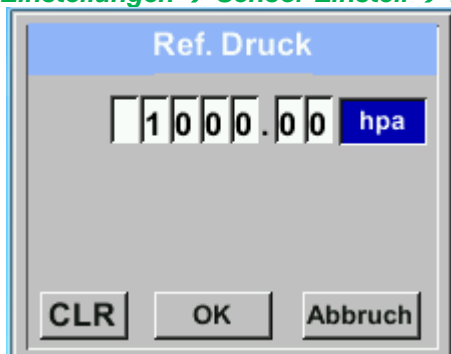 Einstellungen → Sensor Einstell →
Ref. Druck
1000.00 hpa
CLR OK Abbruch